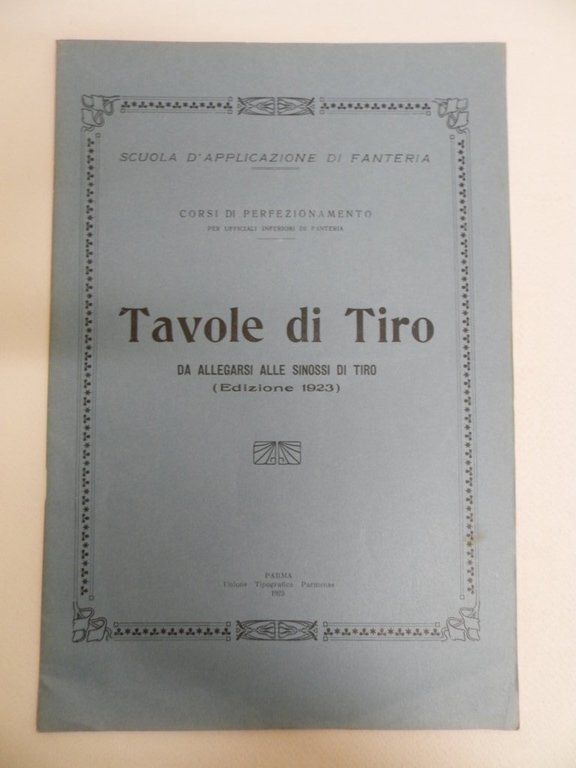 SCUOLA D'APPLICAZIONE DI FANTERIA
CORSI DI PERFEZIONAMENTO
PER UFFICIALI INFERIORI DI FANTERIA
Tavole di Tiro
DA ALLEGARSI ALLE SINOSSI DI TIRO
(Edizione 1923)
PARMA
Unione Tipografica Parmense
1923